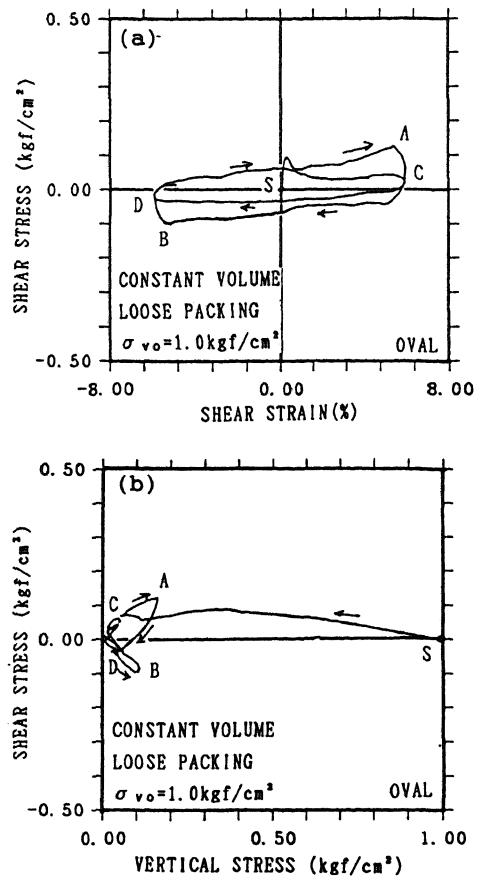 0.50
(a)
SHEAR STRESS (kgf/cm²)
A
0.00
S
C
D
B
CONSTANT VOLUME
LOOSE PACKING
σvo=1.0kgf/cm²
OVAL
-0.50
-8.00 0.00 8.00
SHEAR STRAIN(%)
0.50
(b)
SHEAR STRESS (kgf/cm²)
A
C
0.00
S
D
B
CONSTANT VOLUME
LOOSE PACKING
σvo=1.0kgf/cm²
OVAL
-0.50
0.00 0.50 1.00
VERTICAL STRESS (kgf/cm²)